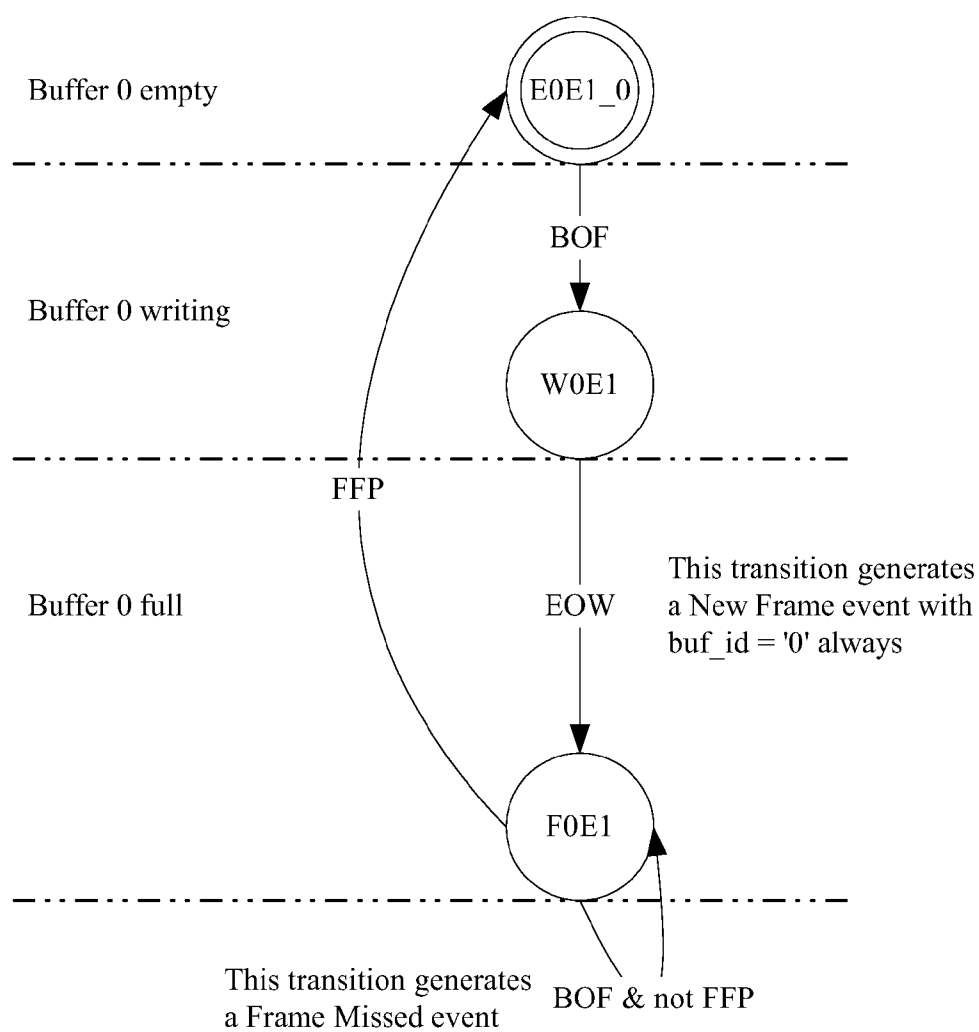 E0E1_0
Buffer 0 empty
BOF
Buffer 0 writing
W0E1
FFP
This transition generates
a New Frame event with
buf_id = '0' always
EOW
Buffer 0 full
F0E1
This transition generates
a Frame Missed event
BOF & not FFP